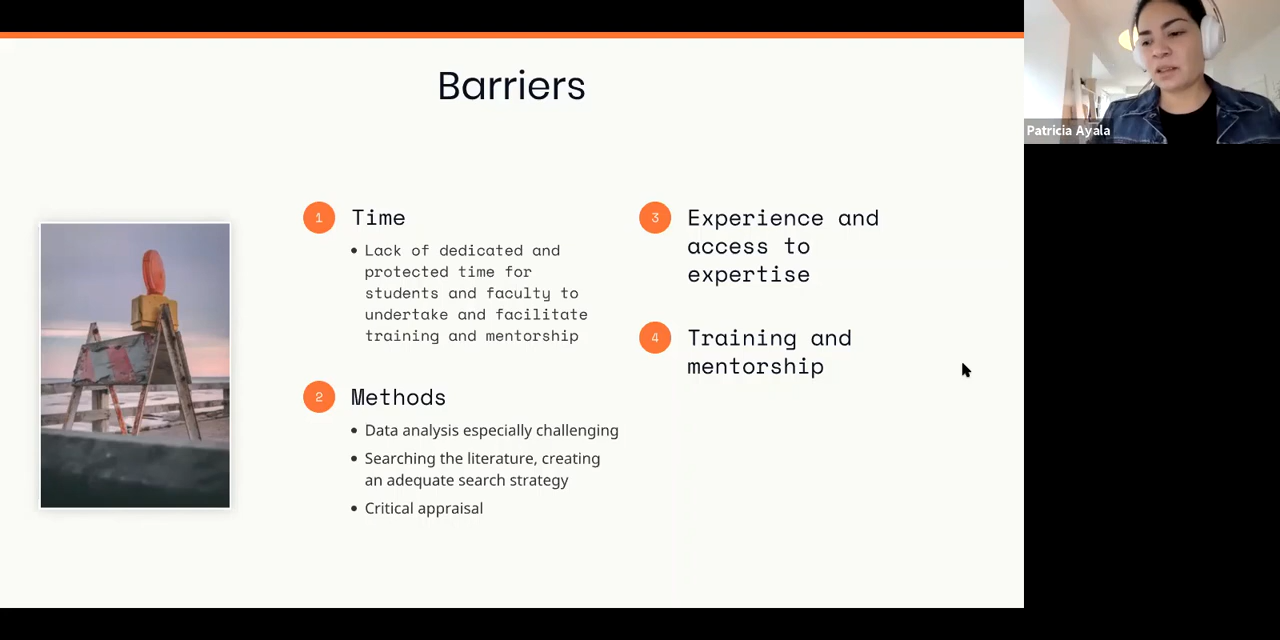 Barriers
1 Time
• Lack of dedicated and
protected time for
students and faculty to
undertake and facilitate
training and mentorship
2 Methods
• Data analysis especially challenging
• Searching the literature, creating
an adequate search strategy
• Critical appraisal
3 Experience and
access to
expertise
4 Training and
mentorship
Patricia Ayala